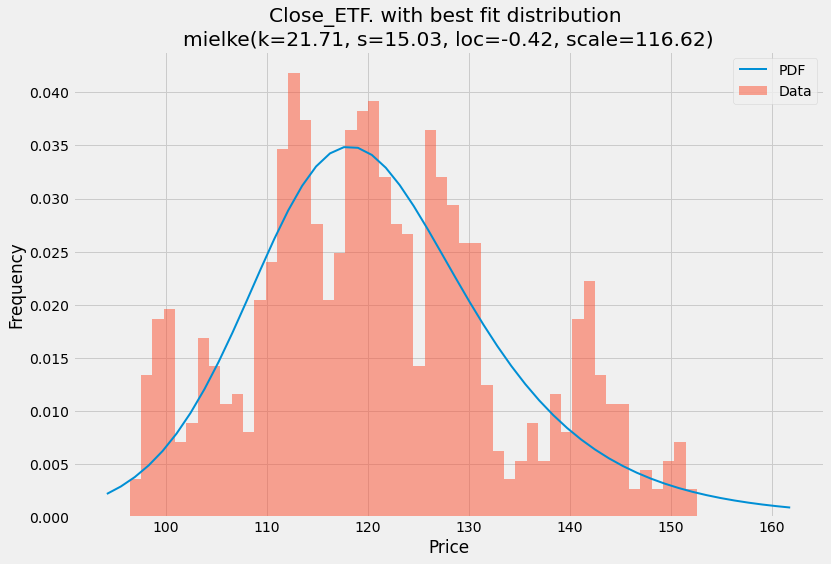 Close_ETF. with best fit distribution
mielke(k=21.71, s=15.03, loc=-0.42, scale=116.62)
PDF
Data
Frequency
0.040
0.035
0.030
0.025
0.020
0.015
0.010
0.005
0.000
100 110 120 130 140 150 160
Price